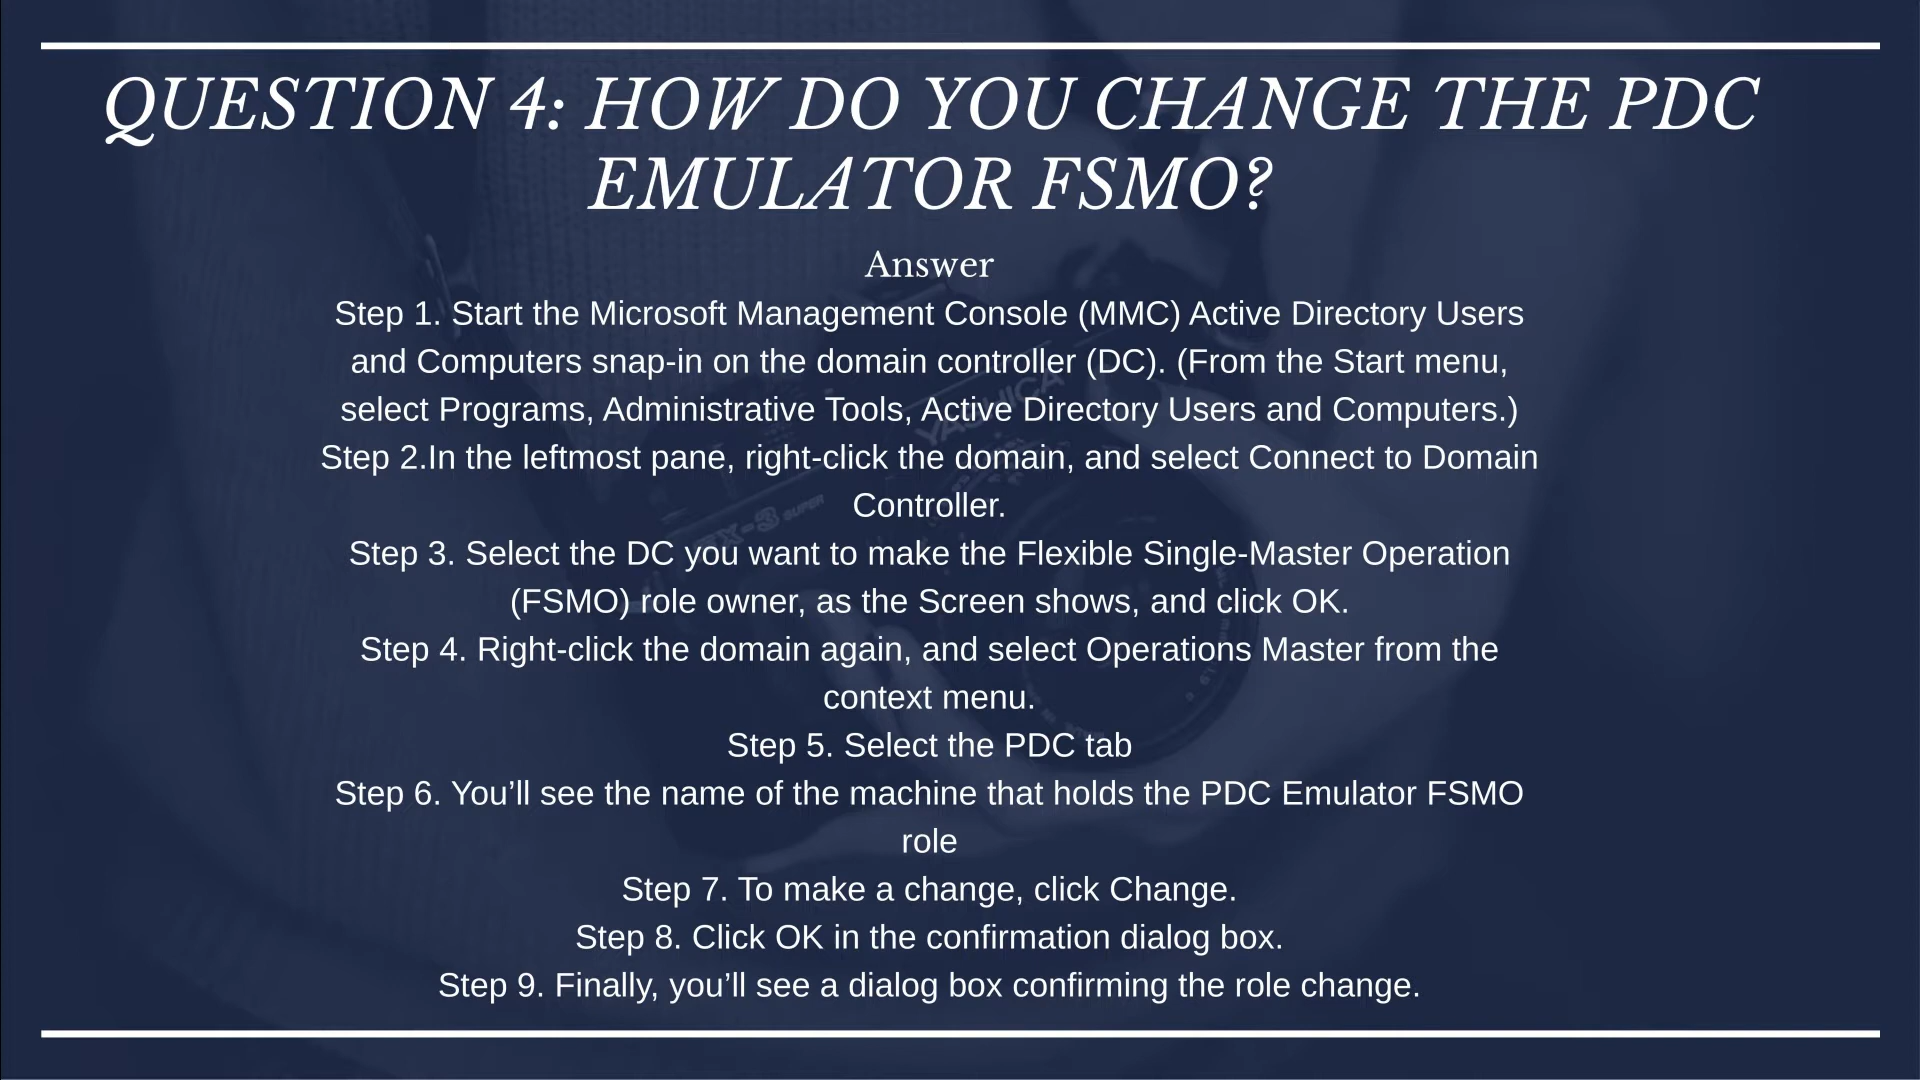 QUESTION 4: HOW DO YOU CHANGE THE PDC
EMULATOR FSMO?
Answer
Step 1. Start the Microsoft Management Console (MMC) Active Directory Users
and Computers snap-in on the domain controller (DC). (From the Start menu,
select Programs, Administrative Tools, Active Directory Users and Computers.)
Step 2.In the leftmost pane, right-click the domain, and select Connect to Domain
Controller.
Step 3. Select the DC you want to make the Flexible Single-Master Operation
(FSMO) role owner, as the Screen shows, and click OK.
Step 4. Right-click the domain again, and select Operations Master from the
context menu.
Step 5. Select the PDC tab
Step 6. You’ll see the name of the machine that holds the PDC Emulator FSMO
role
Step 7. To make a change, click Change.
Step 8. Click OK in the confirmation dialog box.
Step 9. Finally, you’ll see a dialog box confirming the role change.
YASHICA
SUPER